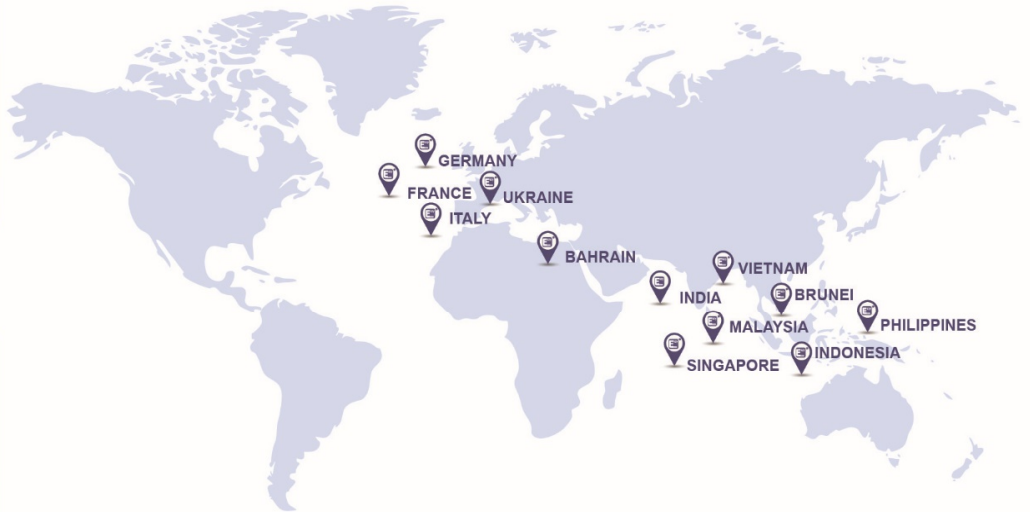 GERMANY
FRANCE
UKRAINE
ITALY
BAHRAIN
VIETNAM
INDIA
BRUNEI
MALAYSIA
PHILIPPINES
SINGAPORE
INDONESIA